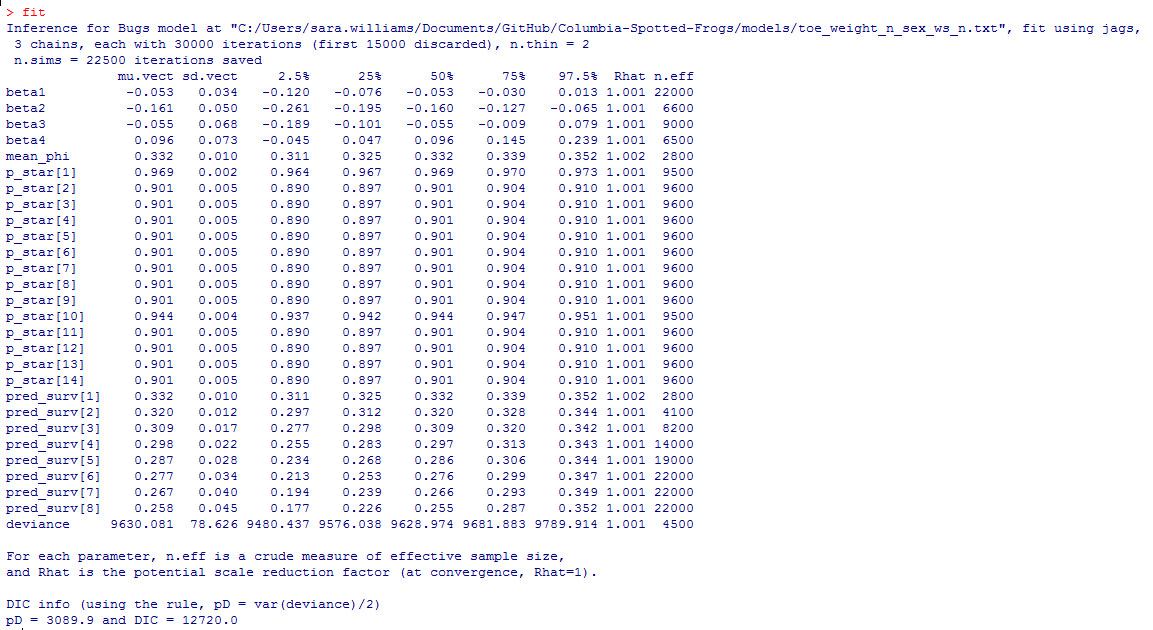 > fit
Inference for Bugs model at "C:/Users/sara.williams/Documents/GitHub/Columbia-Spotted-Frogs/models/toe_weight_n_sex_ws_n.txt", fit using jags,
 3 chains, each with 30000 iterations (first 15000 discarded), n.thin = 2
 n.sims = 22500 iterations saved
              mu.vect sd.vect     2.5%      25%      50%      75%    97.5%  Rhat n.eff
beta1          -0.053   0.034   -0.120   -0.076   -0.053   -0.030    0.013 1.001 22000
beta2          -0.161   0.050   -0.261   -0.195   -0.160   -0.127   -0.065 1.001  6600
beta3          -0.055   0.068   -0.189   -0.101   -0.055   -0.009    0.079 1.001  9000
beta4           0.096   0.073   -0.045    0.047    0.096    0.145    0.239 1.001  6500
mean_phi        0.332   0.010    0.311    0.325    0.332    0.339    0.352 1.002  2800
p_star[1]       0.969   0.002    0.964    0.967    0.969    0.970    0.973 1.001  9500
p_star[2]       0.901   0.005    0.890    0.897    0.901    0.904    0.910 1.001  9600
p_star[3]       0.901   0.005    0.890    0.897    0.901    0.904    0.910 1.001  9600
p_star[4]       0.901   0.005    0.890    0.897    0.901    0.904    0.910 1.001  9600
p_star[5]       0.901   0.005    0.890    0.897    0.901    0.904    0.910 1.001  9600
p_star[6]       0.901   0.005    0.890    0.897    0.901    0.904    0.910 1.001  9600
p_star[7]       0.901   0.005    0.890    0.897    0.901    0.904    0.910 1.001  9600
p_star[8]       0.901   0.005    0.890    0.897    0.901    0.904    0.910 1.001  9600
p_star[9]       0.901   0.005    0.890    0.897    0.901    0.904    0.910 1.001  9600
p_star[10]      0.944   0.004    0.937    0.942    0.944    0.947    0.951 1.001  9500
p_star[11]      0.901   0.005    0.890    0.897    0.901    0.904    0.910 1.001  9600
p_star[12]      0.901   0.005    0.890    0.897    0.901    0.904    0.910 1.001  9600
p_star[13]      0.901   0.005    0.890    0.897    0.901    0.904    0.910 1.001  9600
p_star[14]      0.901   0.005    0.890    0.897    0.901    0.904    0.910 1.001  9600
pred_surv[1]    0.332   0.010    0.311    0.325    0.332    0.339    0.352 1.002  2800
pred_surv[2]    0.320   0.012    0.297    0.312    0.320    0.328    0.344 1.001  4100
pred_surv[3]    0.309   0.017    0.277    0.298    0.309    0.320    0.342 1.001  8200
pred_surv[4]    0.298   0.022    0.255    0.283    0.297    0.313    0.343 1.001 14000
pred_surv[5]    0.287   0.028    0.234    0.268    0.286    0.306    0.344 1.001 19000
pred_surv[6]    0.277   0.034    0.213    0.253    0.276    0.299    0.347 1.001 22000
pred_surv[7]    0.267   0.040    0.194    0.239    0.266    0.293    0.349 1.001 22000
pred_surv[8]    0.258   0.045    0.177    0.226    0.255    0.287    0.352 1.001 22000
deviance     9630.081  78.626 9480.437 9576.038 9628.974 9681.883 9789.914 1.001  4500

For each parameter, n.eff is a crude measure of effective sample size,
and Rhat is the potential scale reduction factor (at convergence, Rhat=1).

DIC info (using the rule, pD = var(deviance)/2)
pD = 3089.9 and DIC = 12720.0